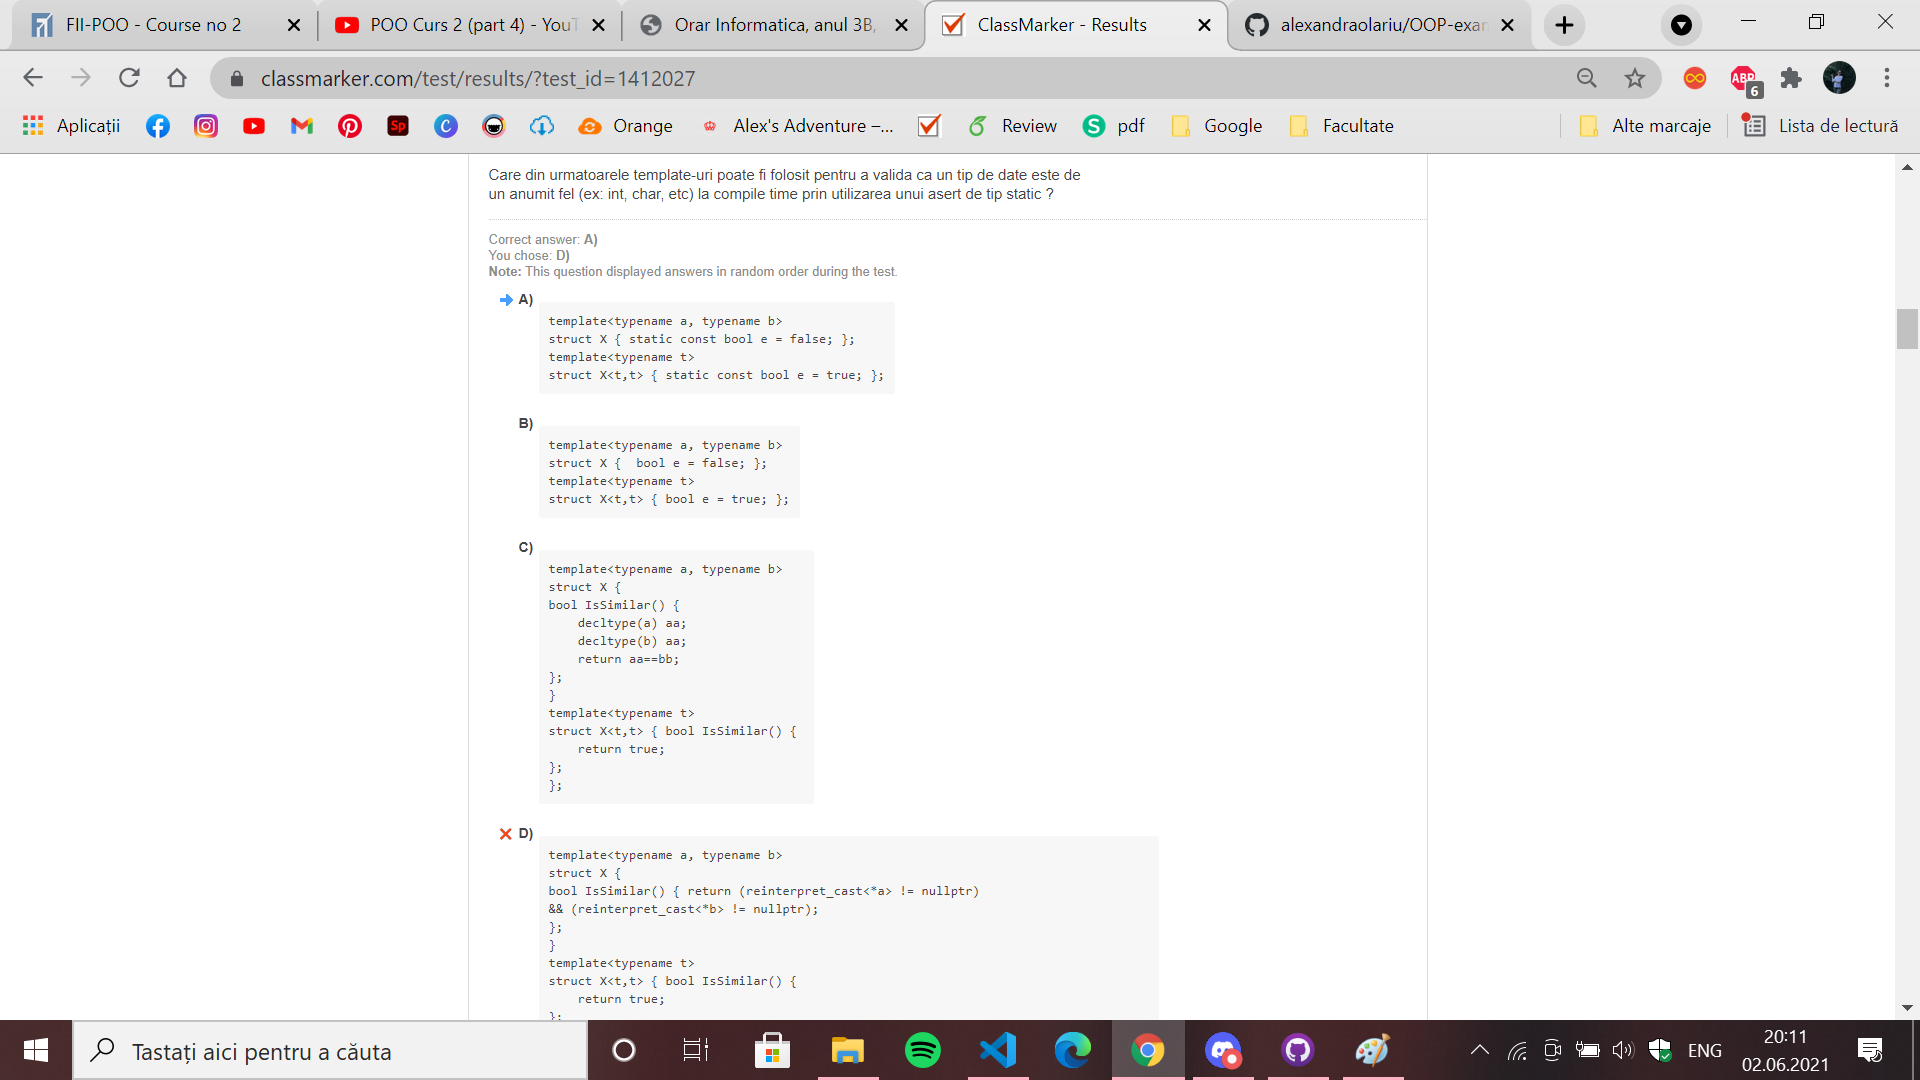 FII-POO - Course no 2
POO Curs 2 (part 4) - YouT
Orar Informatica, anul 3B,
ClassMarker - Results
alexandraolariu/OOP-exar
classmarker.com/test/results/?test_id=1412027
ABP
6
Aplicații
Sp
C
Orange
Alex's Adventure –...
Review
S
pdf
Google
Facultate
Alte marcaje
Lista de lectură
Care din urmatoarele template-uri poate fi folosit pentru a valida ca un tip de date este de
un anumit fel (ex: int, char, etc) la compile time prin utilizarea unui asert de tip static ?
Correct answer: A)
You chose: D)
Note: This question displayed answers in random order during the test.
A)
template<typename a, typename b>
struct X { static const bool e = false; };
template<typename t>
struct X<t,t> { static const bool e = true; };
B)
template<typename a, typename b>
struct X {  bool e = false; };
template<typename t>
struct X<t,t> { bool e = true; };
C)
template<typename a, typename b>
struct X {
bool IsSimilar() {
    decltype(a) aa;
    decltype(b) aa;
    return aa==bb;
};
}
template<typename t>
struct X<t,t> { bool IsSimilar() {
    return true;
};
};
D)
template<typename a, typename b>
struct X {
bool IsSimilar() { return (reinterpret_cast<*a> != nullptr)
&& (reinterpret_cast<*b> != nullptr);
};
}
template<typename t>
struct X<t,t> { bool IsSimilar() {
    return true;
};
Tastați aici pentru a căuta
ENG
20:11
02.06.2021